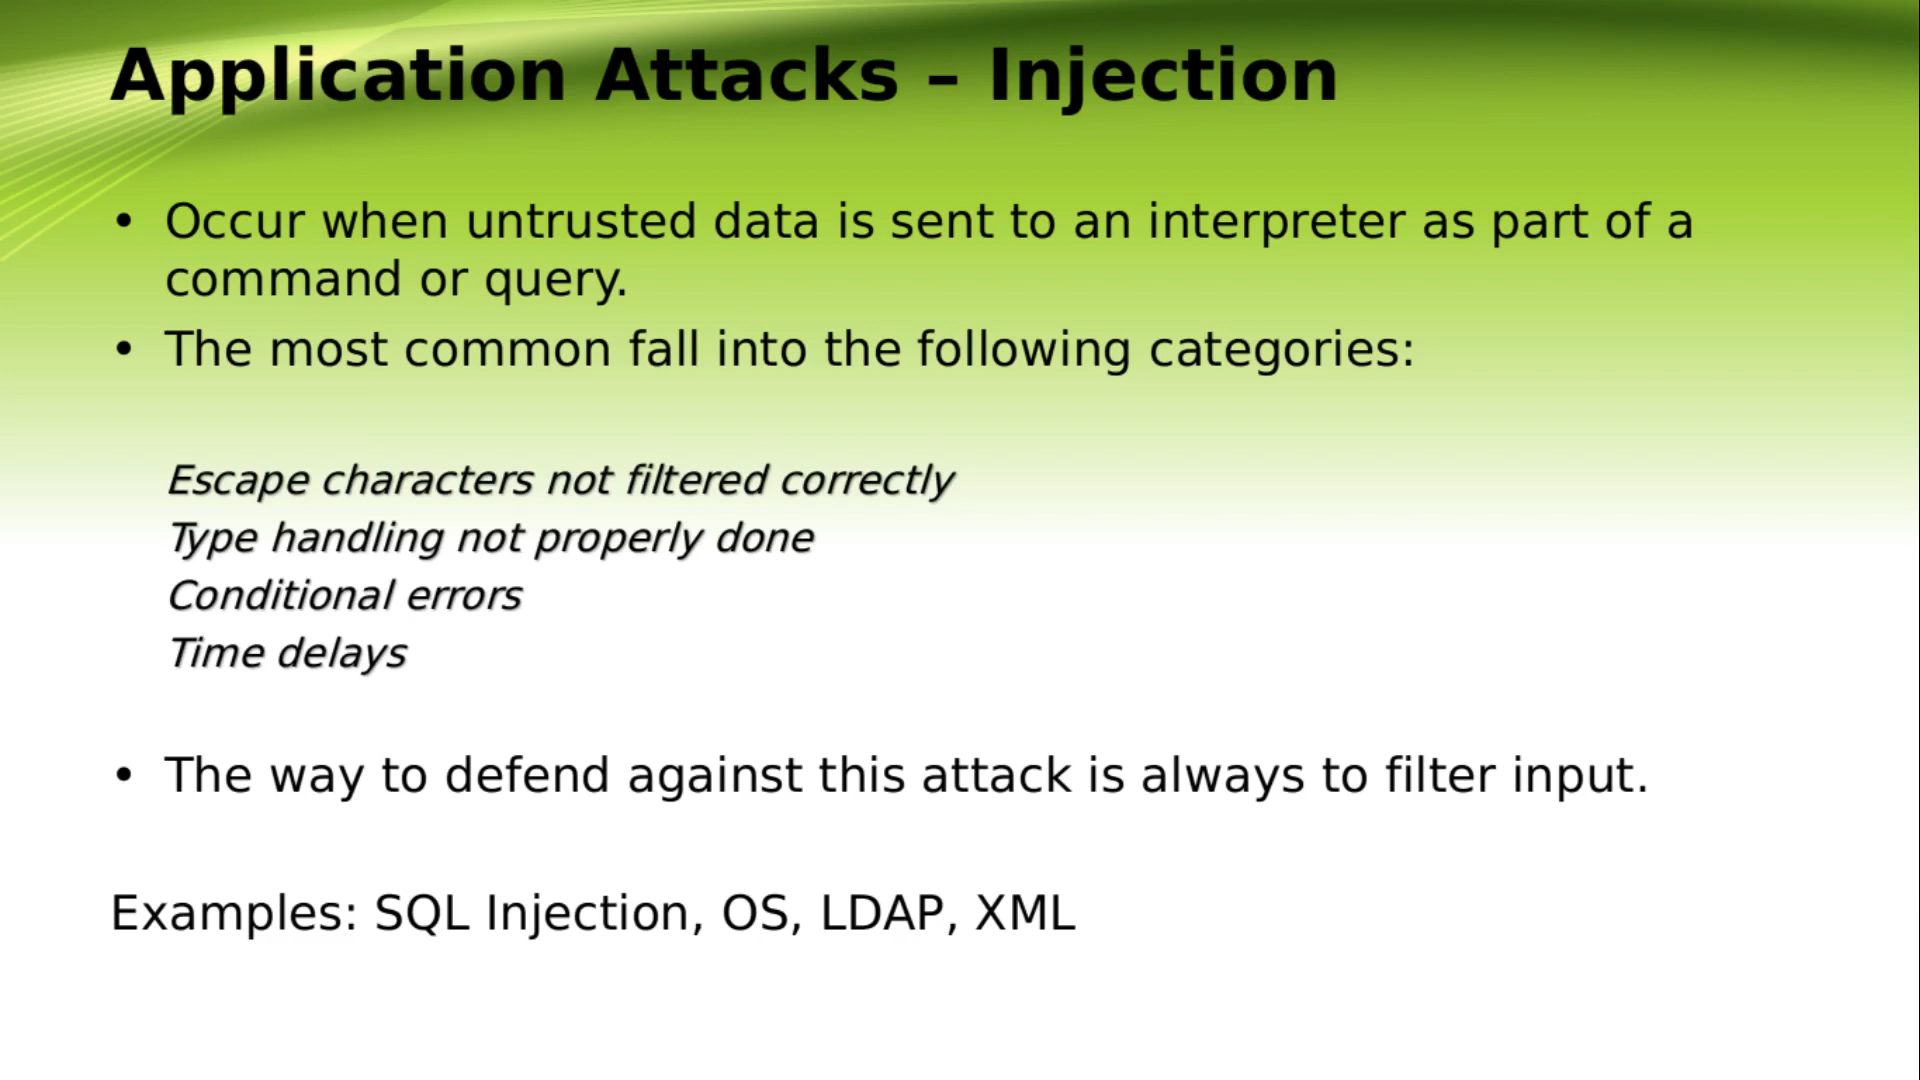 Application Attacks – Injection
• Occur when untrusted data is sent to an interpreter as part of a
command or query.
• The most common fall into the following categories:
Escape characters not filtered correctly
Type handling not properly done
Conditional errors
Time delays
• The way to defend against this attack is always to filter input.
Examples: SQL Injection, OS, LDAP, XML